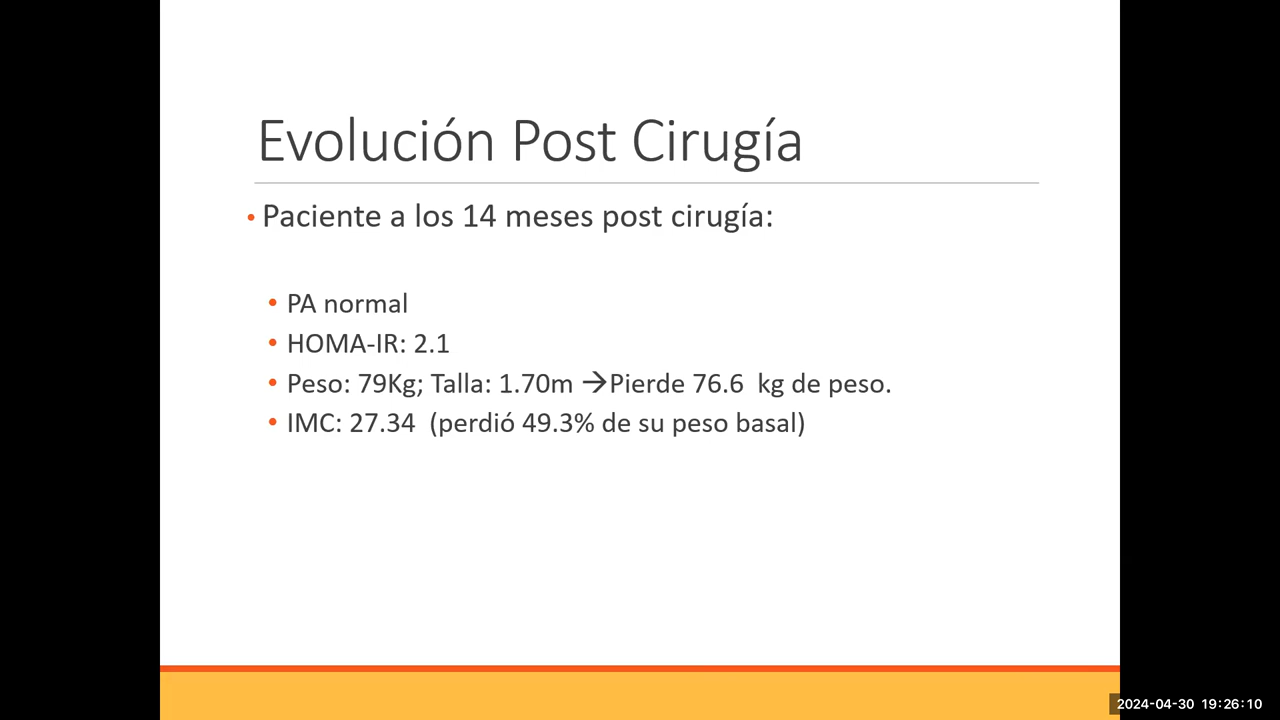 Evolución Post Cirugía
• Paciente a los 14 meses post cirugía:
• PA normal
• HOMA-IR: 2.1
• Peso: 79Kg; Talla: 1.70m →Pierde 76.6 kg de peso.
• IMC: 27.34 (perdió 49.3% de su peso basal)
2024-04-30 19:26:10